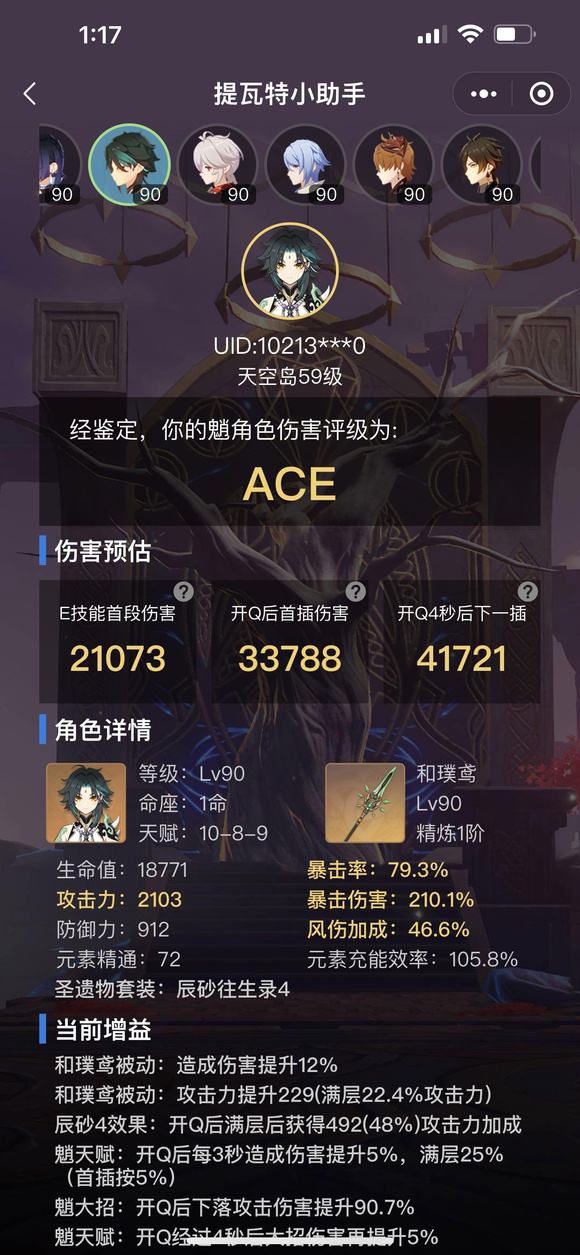 1:17
提瓦特小助手
90 90 90 90 90 90
UID:10213***0
天空岛59级
经鉴定，你的魈角色伤害评级为:
ACE
伤害预估
E技能首段伤害 ? 开Q后首插伤害 ? 开Q4秒后下一插 ?
21073 33788 41721
角色详情
等级：Lv90 和璞鸢
命座：1命 Lv90
天赋：10-8-9 精炼1阶
生命值：18771 暴击率：79.3%
攻击力：2103 暴击伤害：210.1%
防御力：912 风伤加成：46.6%
元素精通：72 元素充能效率：105.8%
圣遗物套装：辰砂往生录4
当前增益
和璞鸢被动：造成伤害提升12%
和璞鸢被动：攻击力提升229(满层22.4%攻击力)
辰砂4效果：开Q后满层后获得492(48%)攻击力加成
魈天赋：开Q后每3秒造成伤害提升5%，满层25%
（首插按5%）
魈大招：开Q后下落攻击伤害提升90.7%
魈天赋：开Q经过4秒后大招伤害再提升5%